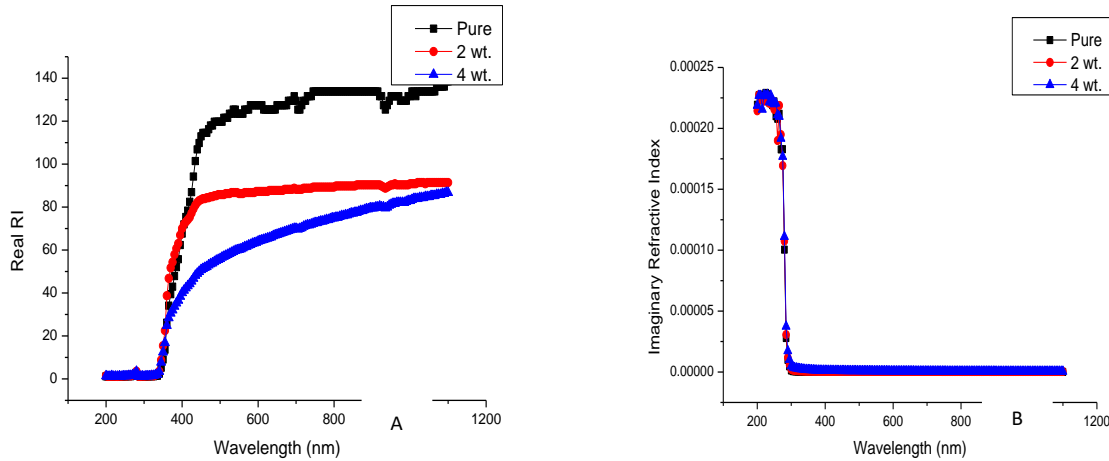 Pure
2 wt.
4 wt.
140
120
100
80
60
40
20
0
Real RI
200 400 600 800 1200
A
Wavelength (nm)
Pure
2 wt.
4 wt.
0.00025
0.00020
0.00015
0.00010
0.00005
0.00000
Imaginary Refractive Index
200 400 600 800 1200
B
Wavelength (nm)